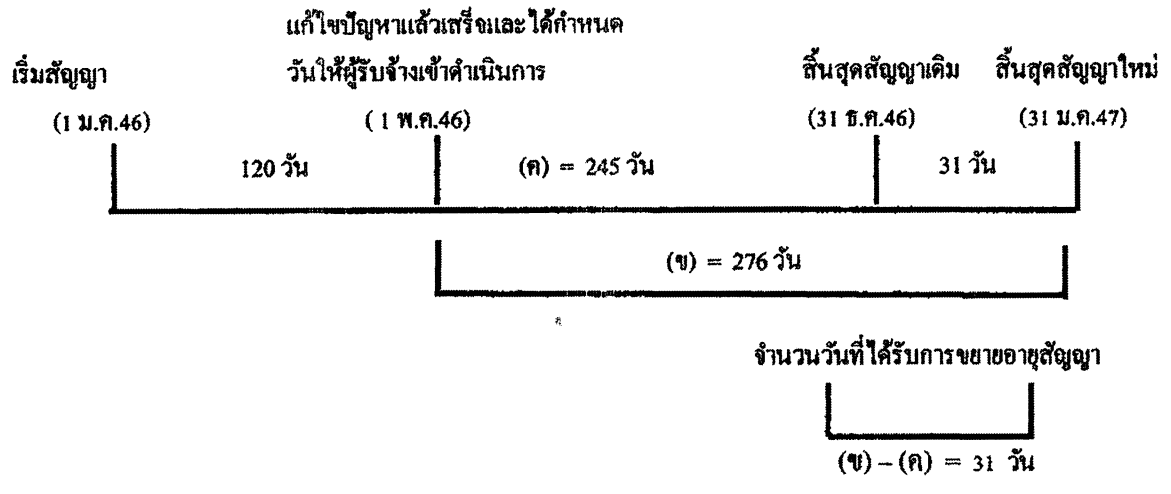 แก้ไขปัญหาแล้วเสร็จและได้กำหนด
เริ่มสัญญา วันให้ผู้รับจ้างเข้าดำเนินการ สิ้นสุดสัญญาเดิม สิ้นสุดสัญญาใหม่
(1 ม.ค.46) ( 1 พ.ค.46) (31 ธ.ค.46) (31 ม.ค.47)
120 วัน (ค) = 245 วัน 31 วัน
(ข) = 276 วัน
จำนวนวันที่ได้รับการขยายอายุสัญญา
(ข) – (ค) = 31 วัน